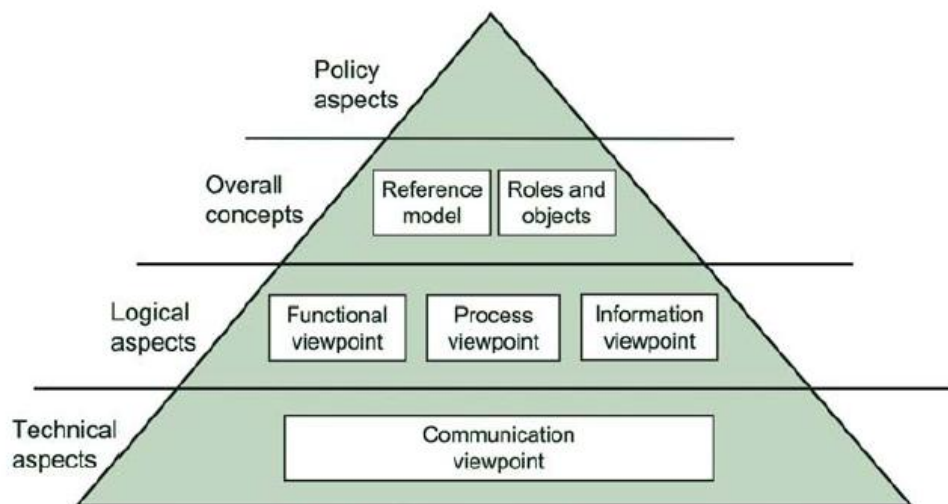 Policy
aspects
Overall
concepts
Reference
model
Roles and
objects
Logical
aspects
Functional
viewpoint
Process
viewpoint
Information
viewpoint
Technical
aspects
Communication
viewpoint